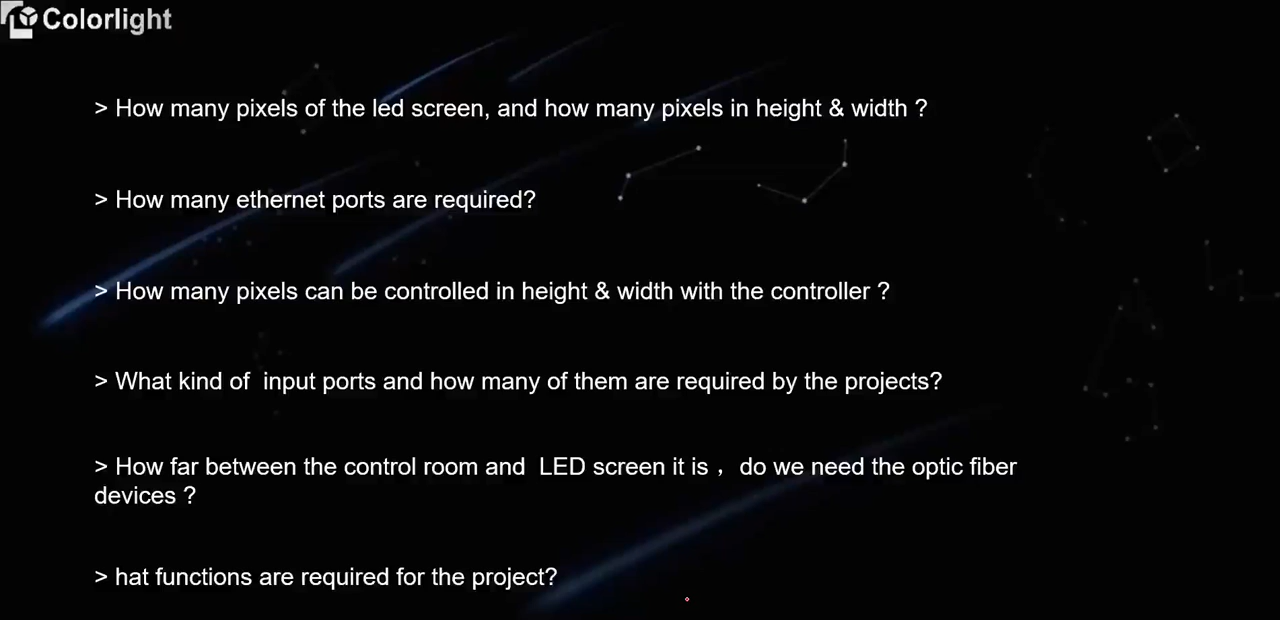 Colorlight
> How many pixels of the led screen, and how many pixels in height & width ?
> How many ethernet ports are required?
> How many pixels can be controlled in height & width with the controller ?
> What kind of  input ports and how many of them are required by the projects?
> How far between the control room and  LED screen it is， do we need the optic fiber
devices ?
> hat functions are required for the project?